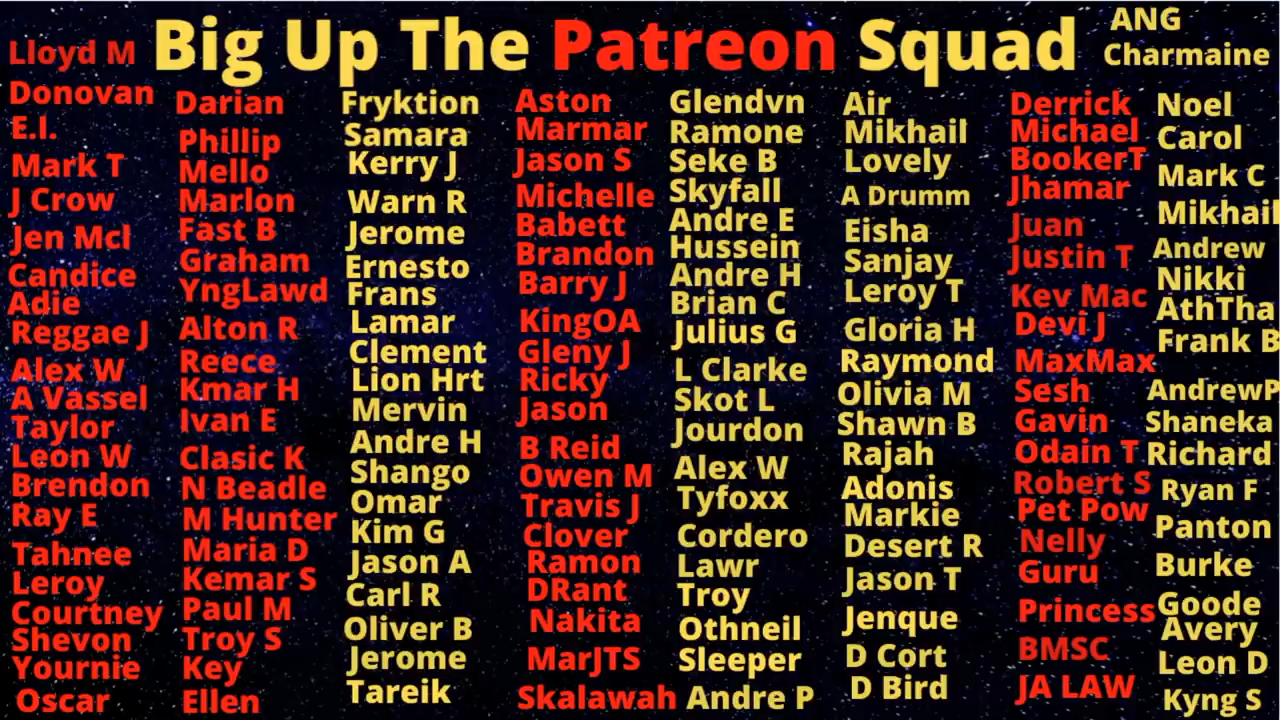 Big Up The Patreon Squad
Lloyd M
Donovan
E.I.
Mark T
J Crow
Jen Mcl
Candice
Adie
Reggae J
Alex W
A Vassel
Taylor
Leon W
Brendon
Ray E
Tahnee
Leroy
Courtney
Shevon
Yournie
Oscar
Darian
Phillip
Mello
Marlon
Fast B
Graham
YngLawd
Alton R
Reece
Kmar H
Ivan E
Clasic K
N Beadle
M Hunter
Maria D
Kemar S
Paul M
Troy S
Key
Ellen
Fryktion
Samara
Kerry J
Warn R
Jerome
Ernesto
Frans
Lamar
Clement
Lion Hrt
Mervin
Andre H
Shango
Omar
Kim G
Jason A
Carl R
Oliver B
Jerome
Tareik
Aston
Marmar
Jason S
Michelle
Babett
Brandon
Barry J
KingOA
Gleny J
Ricky
Jason
B Reid
Owen M
Travis J
Clover
Ramon
DRant
Nakita
MarJTS
Skalawah
Glendvn
Ramone
Seke B
Skyfall
Andre E
Hussein
Andre H
Brian C
Julius G
L Clarke
Skot L
Jourdon
Alex W
Tyfoxx
Cordero
Lawr
Troy
Othneil
Sleeper
Andre P
Air
Mikhail
Lovely
A Drumm
Eisha
Sanjay
Leroy T
Gloria H
Raymond
Olivia M
Shawn B
Rajah
Adonis
Markie
Desert R
Jason T
Jenque
D Cort
D Bird
Derrick
Michael
BookerT
Jhamar
Juan
Justin T
Kev Mac
Devi J
MaxMax
Sesh
Gavin
Odain T
Robert S
Pet Pow
Nelly
Guru
Princess
BMSC
JA LAW
ANG
Charmaine
Noel
Carol
Mark C
Mikhail
Andrew
Nikki
AthTha
Frank B
AndrewP
Shaneka
Richard
Ryan F
Panton
Burke
Goode
Avery
Leon D
Kyng S